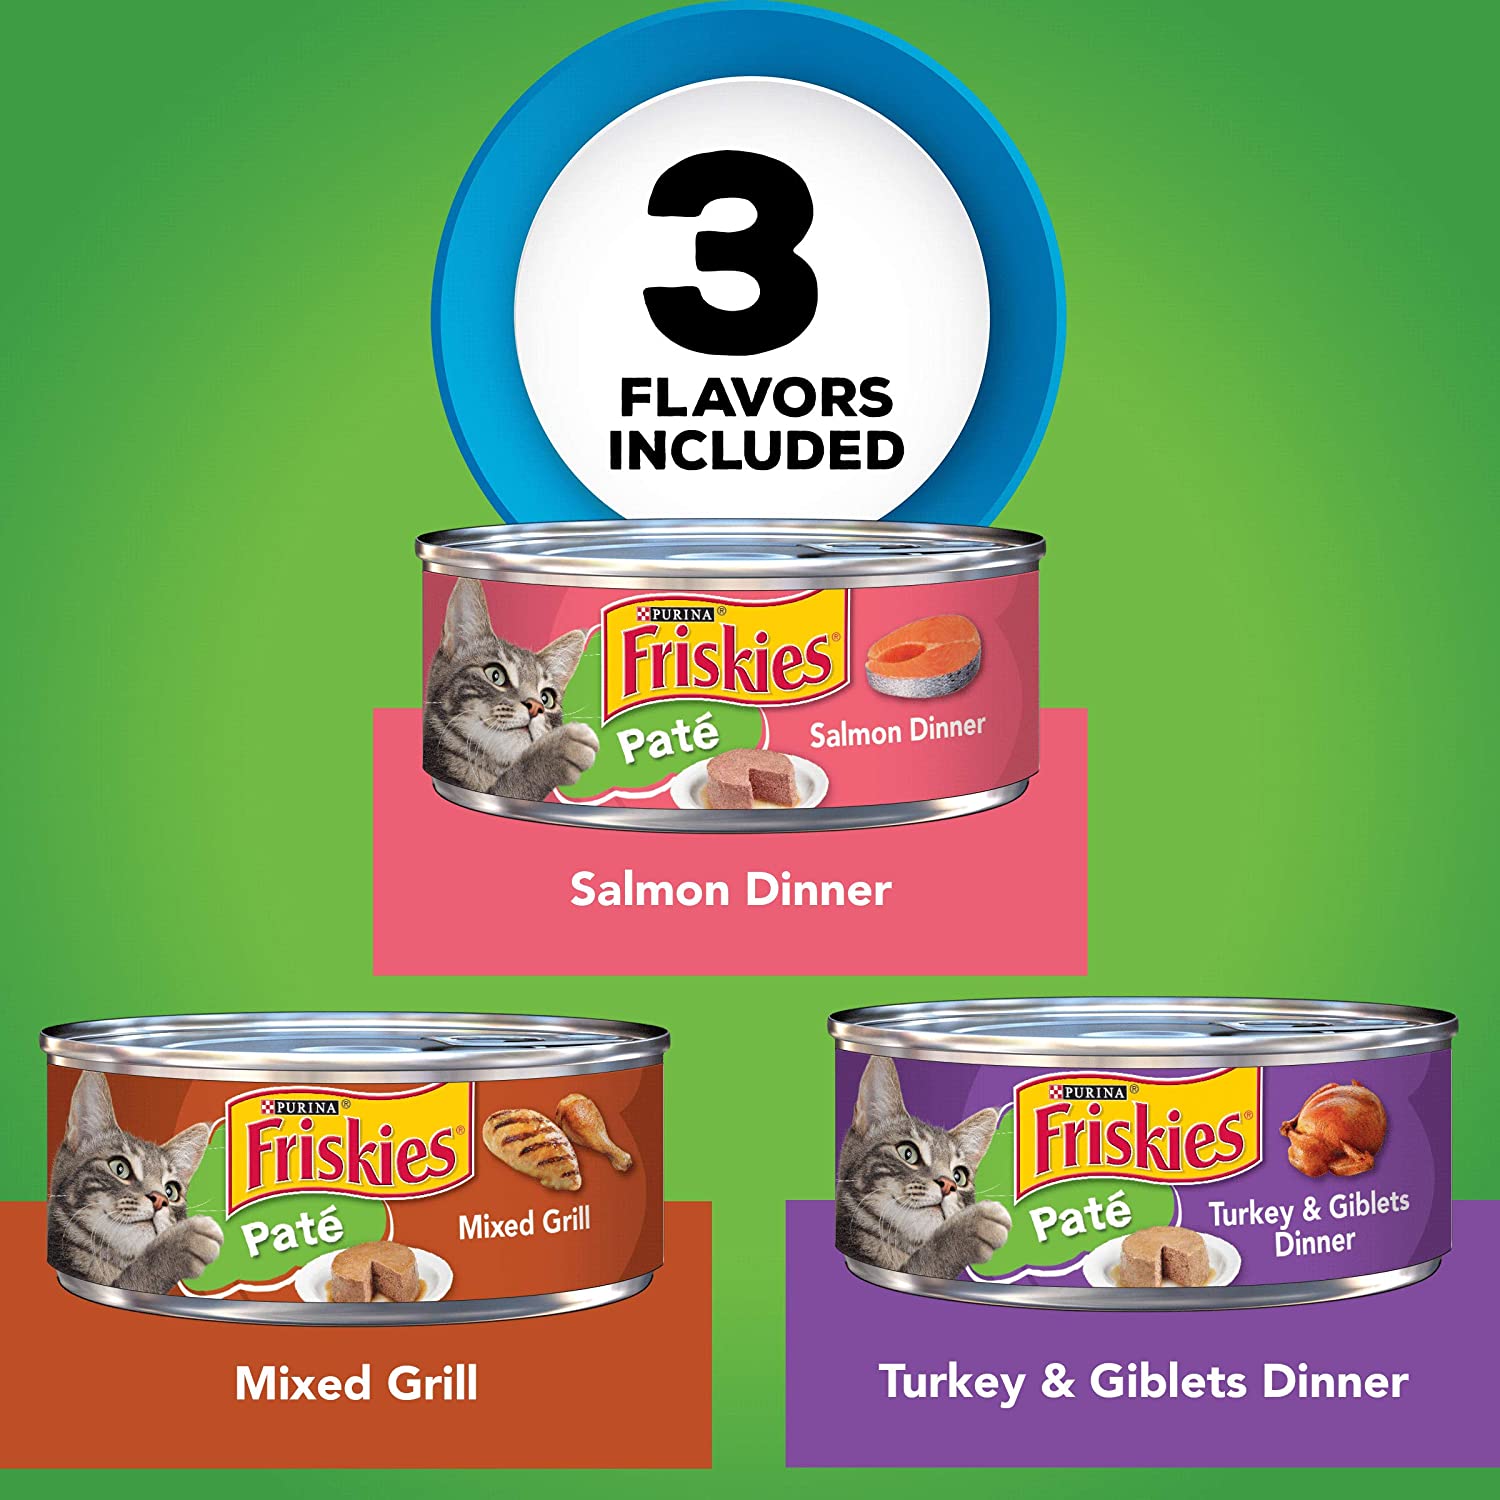 3
FLAVORS
INCLUDED
PURINA®
Friskies®
Paté
Salmon Dinner
Salmon Dinner
PURINA®
Friskies®
Paté
Mixed Grill
Mixed Grill
PURINA®
Friskies®
Paté
Turkey & Giblets
Dinner
Turkey & Giblets Dinner